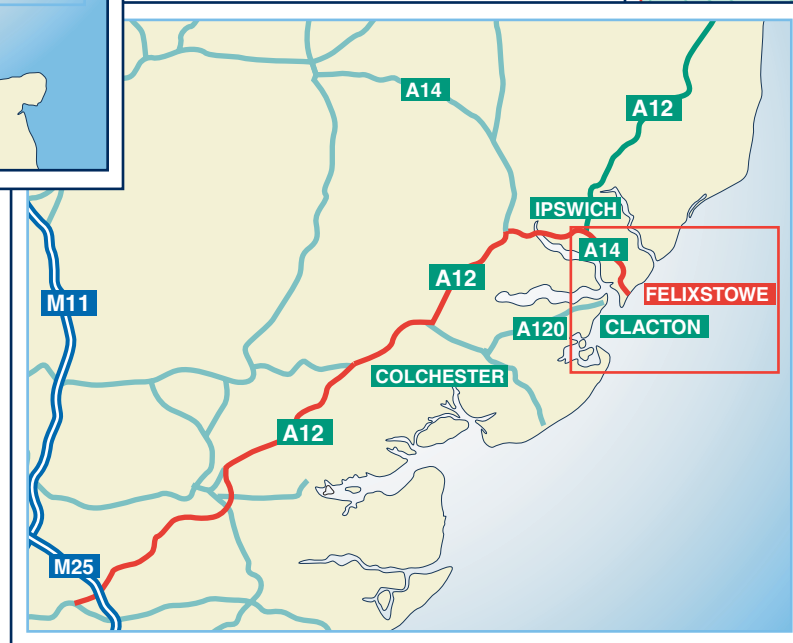 A14
A12
IPSWICH
A14
A12
FELIXSTOWE
M11
A120
CLACTON
COLCHESTER
A12
M25